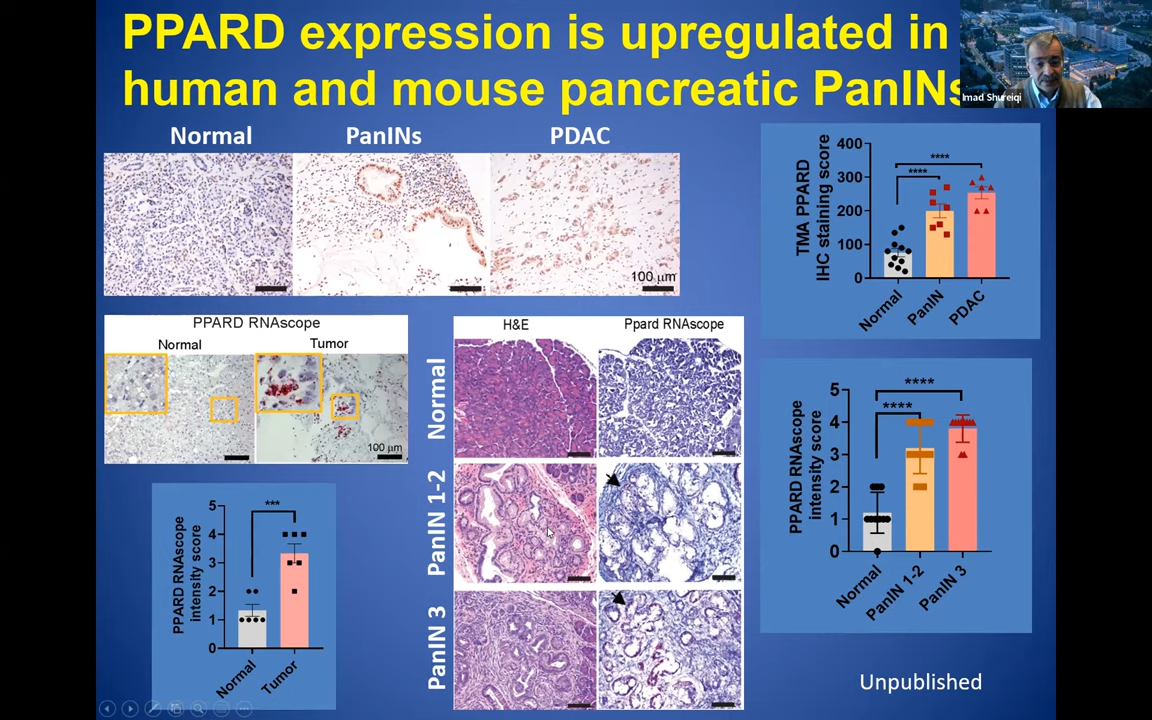 PPARD expression is upregulated in
human and mouse pancreatic PanINs
Imad Shureiqi
Normal PanINs PDAC
100 µm
TMA PPARD
IHC staining score
400
300
200
100
0
****
****
Normal
PanIN
PDAC
PPARD RNAscope
Normal Tumor
100 µm
H&E Ppard RNAscope
Normal
PanIN 1-2
PanIN 3
PPARD RNAscope
intensity score
5
4
3
2
1
0
***
Normal
Tumor
PPARD RNAscope
intensity score
5
4
3
2
1
0
****
****
Normal
PanIN 1-2
PanIN 3
Unpublished